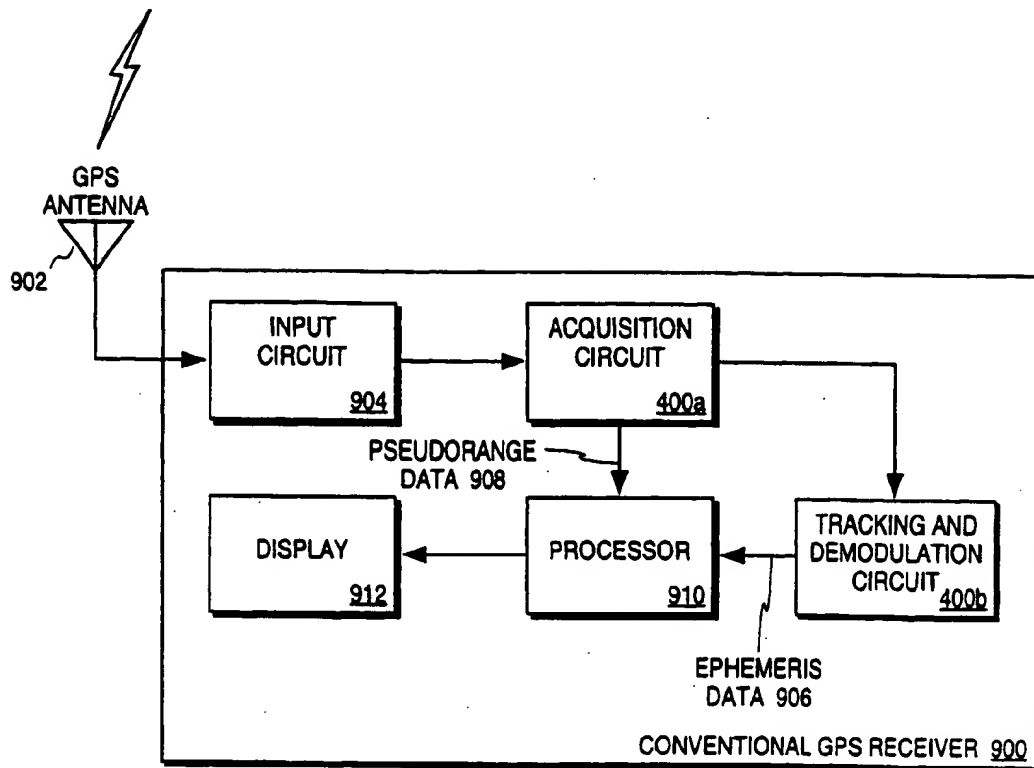 GPS
ANTENNA
902
INPUT
CIRCUIT
904
ACQUISITION
CIRCUIT
400a
PSEUDORANGE
DATA 908
DISPLAY
912
PROCESSOR
910
TRACKING AND
DEMODULATION
CIRCUIT
400b
EPHEMERIS
DATA 906
CONVENTIONAL GPS RECEIVER 900